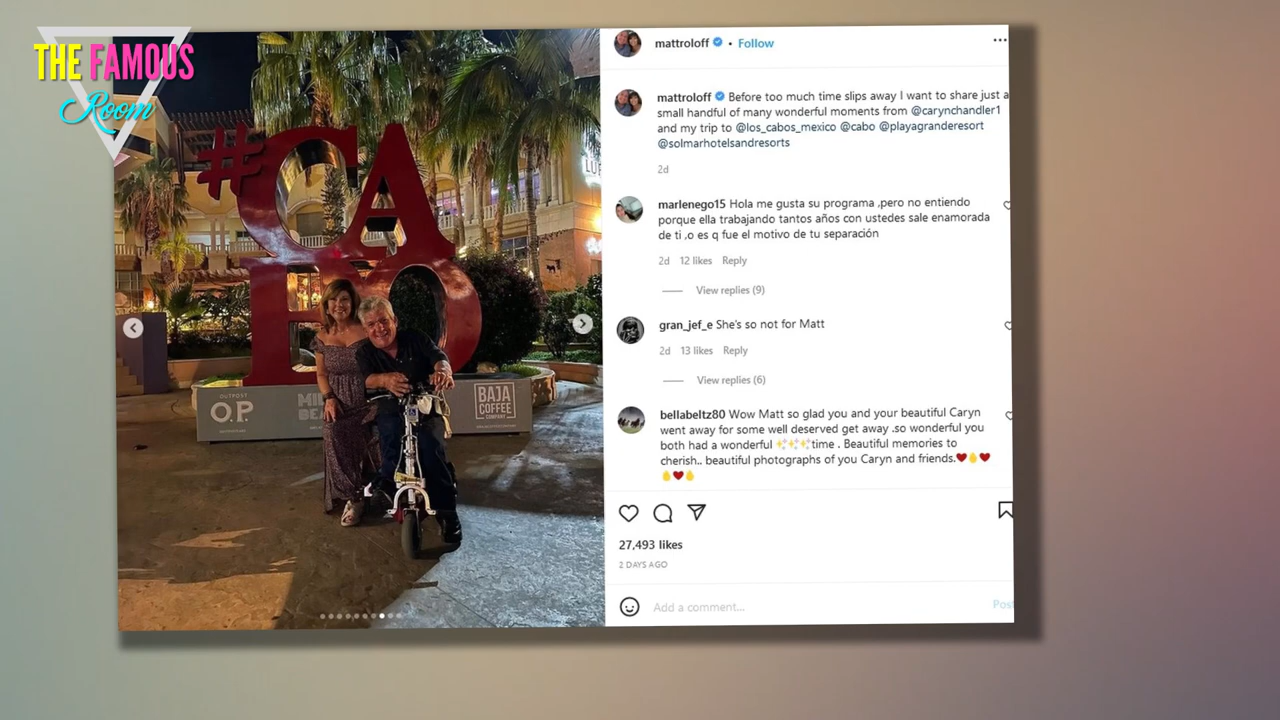 THE FAMOUS
Room
#CA
BO
OUTPOST
O.P.
BAJA
COFFEE
COMPANY
mattroloff • Follow
mattroloff Before too much time slips away I want to share just a
small handful of many wonderful moments from @carynchandler1
and my trip to @los_cabos_mexico @cabo @playagranderesort
@solmarhotelsandresorts
2d
marlenego15 Hola me gusta su programa ,pero no entiendo
porque ella trabajando tantos años con ustedes sale enamorada
de ti ,o es q fue el motivo de tu separación
2d 12 likes Reply
View replies (9)
gran_jef_e She's so not for Matt
2d 13 likes Reply
View replies (6)
bellabeltz80 Wow Matt so glad you and your beautiful Caryn
went away for some well deserved get away .so wonderful you
both had a wonderful ✨✨✨time . Beautiful memories to
cherish.. beautiful photographs of you Caryn and friends.
27,493 likes
2 DAYS AGO
Add a comment...
Post